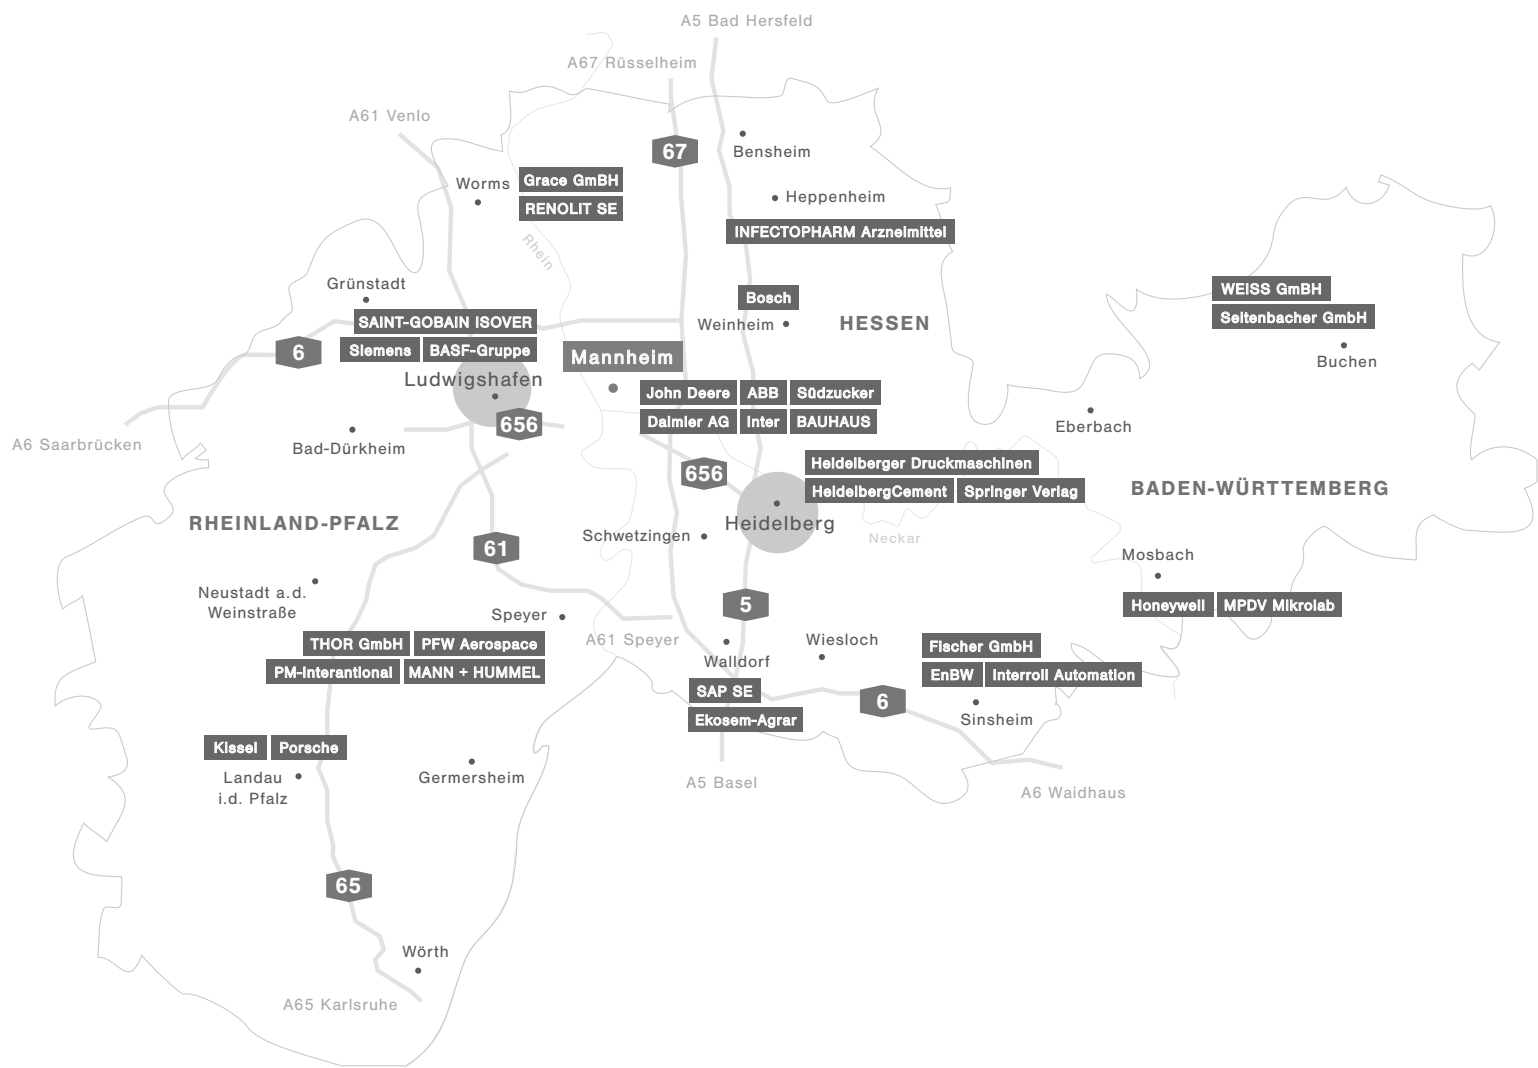 A5 Bad Hersfeld
A67 Rüsselheim
A61 Venlo
67
Bensheim
Worms
Grace GmBH
RENOLIT SE
Heppenheim
INFECTOPHARM Arzneimittel
Rhein
Grünstadt
SAINT-GOBAIN ISOVER
Siemens
BASF-Gruppe
6
Ludwigshafen
656
Bosch
Weinheim
HESSEN
WEISS GmBH
Seitenbacher GmbH
Buchen
Mannheim
John Deere
ABB
Südzucker
Daimler AG
Inter
BAUHAUS
Eberbach
A6 Saarbrücken
Bad-Dürkheim
656
Heidelberger Druckmaschinen
HeidelbergCement
Springer Verlag
Heidelberg
BADEN-WÜRTTEMBERG
RHEINLAND-PFALZ
61
Schwetzingen
Neckar
Mosbach
Honeywell
MPDV Mikrolab
Neustadt a.d.
Weinstraße
Speyer
5
A61 Speyer
THOR GmbH
PFW Aerospace
PM-Interantional
MANN + HUMMEL
Walldorf
SAP SE
Ekosem-Agrar
Wiesloch
Fischer GmbH
EnBW
Interroll Automation
6
Sinsheim
Kissel
Porsche
Landau
i.d. Pfalz
Germersheim
A5 Basel
A6 Waidhaus
65
Wörth
A65 Karlsruhe